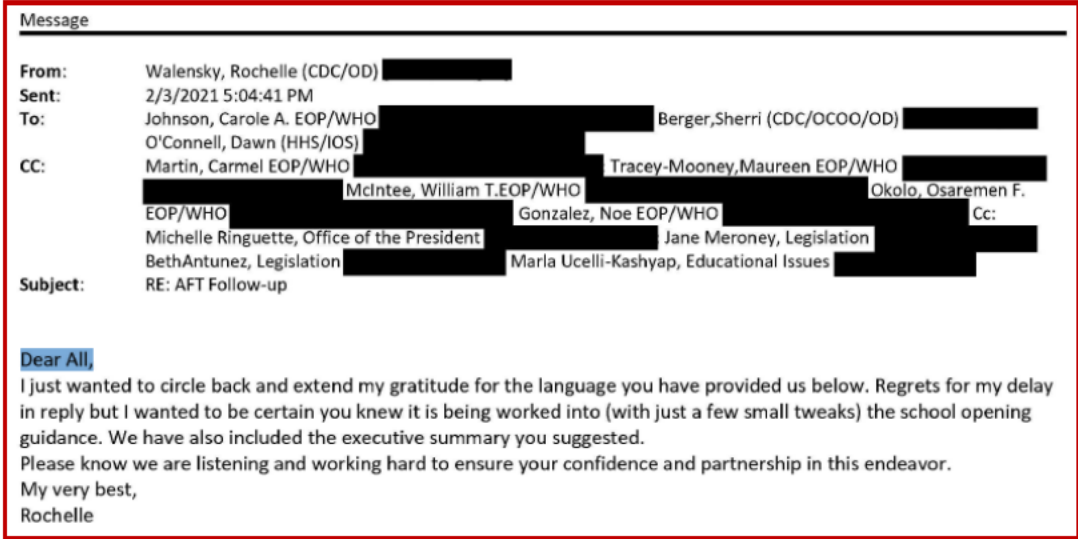 Message
From: Walensky, Rochelle (CDC/OD)
Sent: 2/3/2021 5:04:41 PM
To: Johnson, Carole A. EOP/WHO Berger,Sherri (CDC/OCOO/OD)
O'Connell, Dawn (HHS/IOS)
CC: Martin, Carmel EOP/WHO Tracey-Mooney,Maureen EOP/WHO
McIntee, William T.EOP/WHO Okolo, Osaremen F.
EOP/WHO Gonzalez, Noe EOP/WHO Cc:
Michelle Ringuette, Office of the President Jane Meroney, Legislation
BethAntunez, Legislation Marla Ucelli-Kashyap, Educational Issues
Subject: RE: AFT Follow-up
Dear All,
I just wanted to circle back and extend my gratitude for the language you have provided us below. Regrets for my delay
in reply but I wanted to be certain you knew it is being worked into (with just a few small tweaks) the school opening
guidance. We have also included the executive summary you suggested.
Please know we are listening and working hard to ensure your confidence and partnership in this endeavor.
My very best,
Rochelle